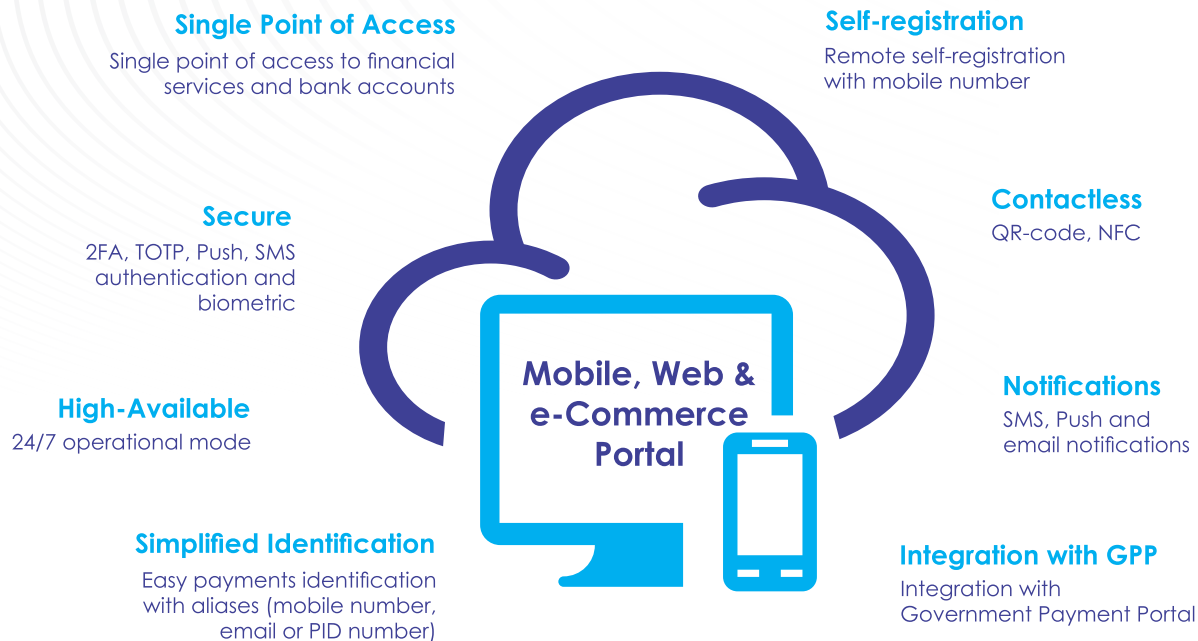 Single Point of Access
Single point of access to financial
services and bank accounts
Self-registration
Remote self-registration
with mobile number
Secure
2FA, TOTP, Push, SMS
authentication and
biometric
Contactless
QR-code, NFC
Mobile, Web &
e-Commerce
Portal
High-Available
24/7 operational mode
Notifications
SMS, Push and
email notifications
Simplified Identification
Easy payments identification
with aliases (mobile number,
email or PID number)
Integration with GPP
Integration with
Government Payment Portal